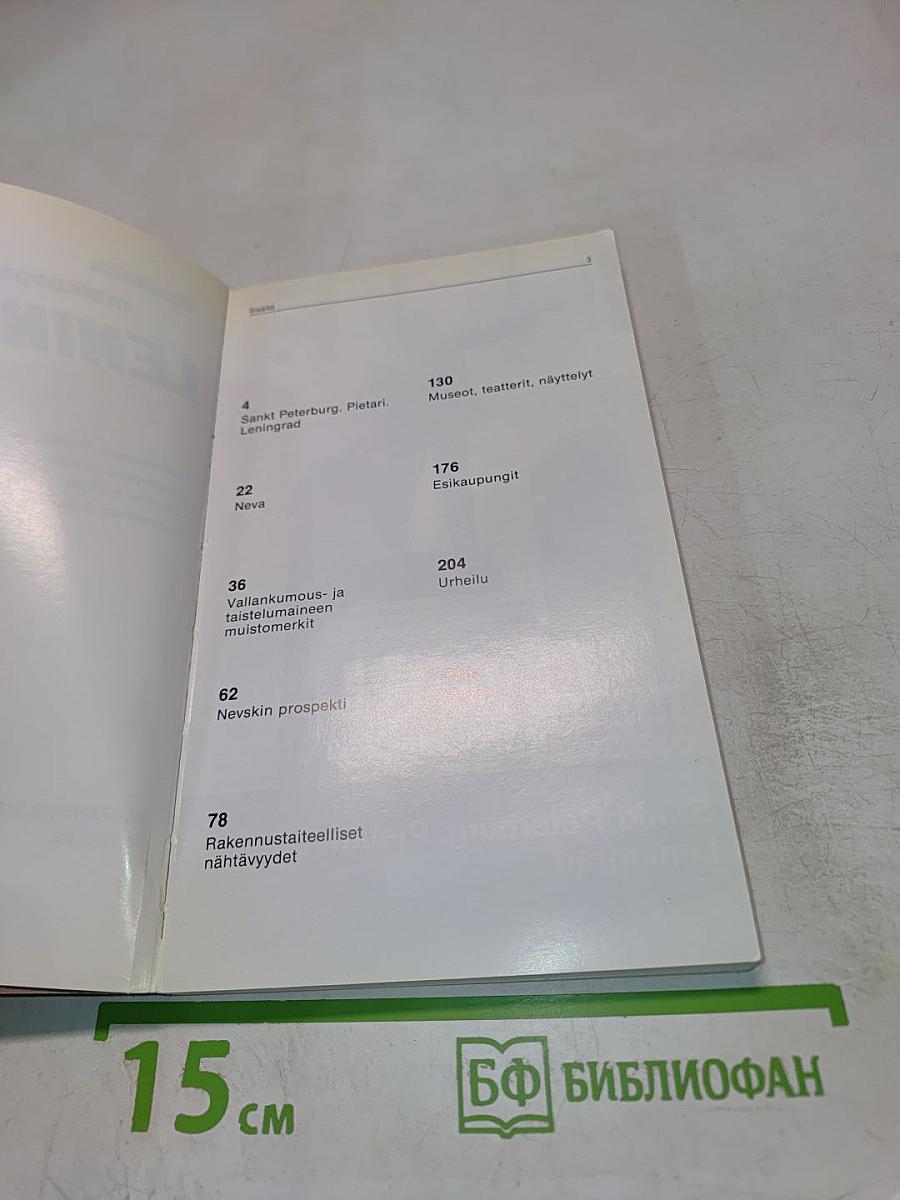 Sisältö
3
4
Sankt Peterburg. Pietari.
Leningrad
22
Neva
36
Vallankumous- ja
taistelumaineen
muistomerkit
62
Nevskin prospekti
78
Rakennustaiteelliset
nähtävyydet
130
Museot, teatterit, näyttelyt
176
Esikaupungit
204
Urheilu
15 см
БФ БИБЛИОФАН